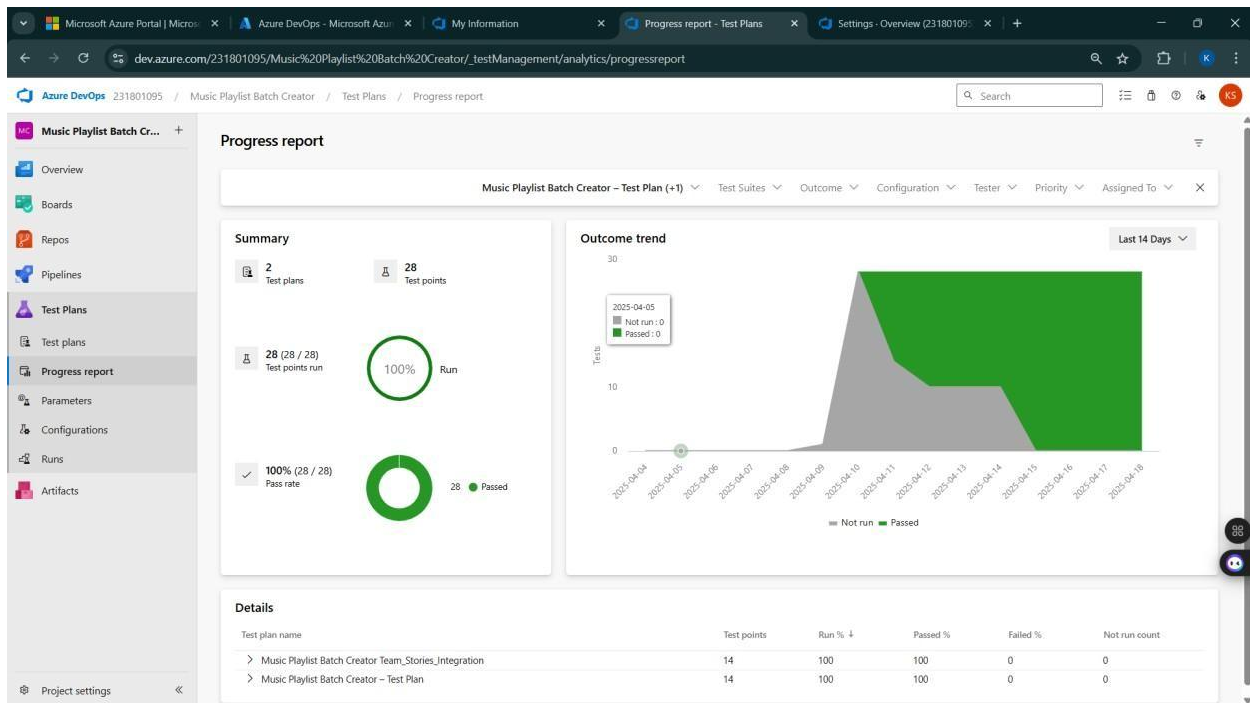 Microsoft Azure Portal | Micros
Azure DevOps - Microsoft Azur
My Information
Progress report - Test Plans
Settings · Overview (231801095
dev.azure.com/231801095/Music%20Playlist%20Batch%20Creator/_testManagement/analytics/progressreport
K
Azure DevOps 231801095 / Music Playlist Batch Creator / Test Plans / Progress report
Search
KS
MC Music Playlist Batch Cr... +
Overview
Boards
Repos
Pipelines
Test Plans
Test plans
Progress report
Parameters
Configurations
Runs
Artifacts
Project settings
Progress report
Music Playlist Batch Creator – Test Plan (+1) Test Suites Outcome Configuration Tester Priority Assigned To
Summary
2
Test plans
28
Test points
28 (28 / 28)
Test points run
100%
Run
100% (28 / 28)
Pass rate
28 Passed
Outcome trend
Last 14 Days
30
2025-04-05
Not run : 0
Passed : 0
Tests
10
0
2025-04-04
2025-04-05
2025-04-06
2025-04-07
2025-04-08
2025-04-09
2025-04-10
2025-04-11
2025-04-12
2025-04-13
2025-04-14
2025-04-15
2025-04-16
2025-04-17
2025-04-18
Not run Passed
Details
Test plan name Test points Run % ↓ Passed % Failed % Not run count
Music Playlist Batch Creator Team_Stories_Integration 14 100 100 0 0
Music Playlist Batch Creator – Test Plan 14 100 100 0 0